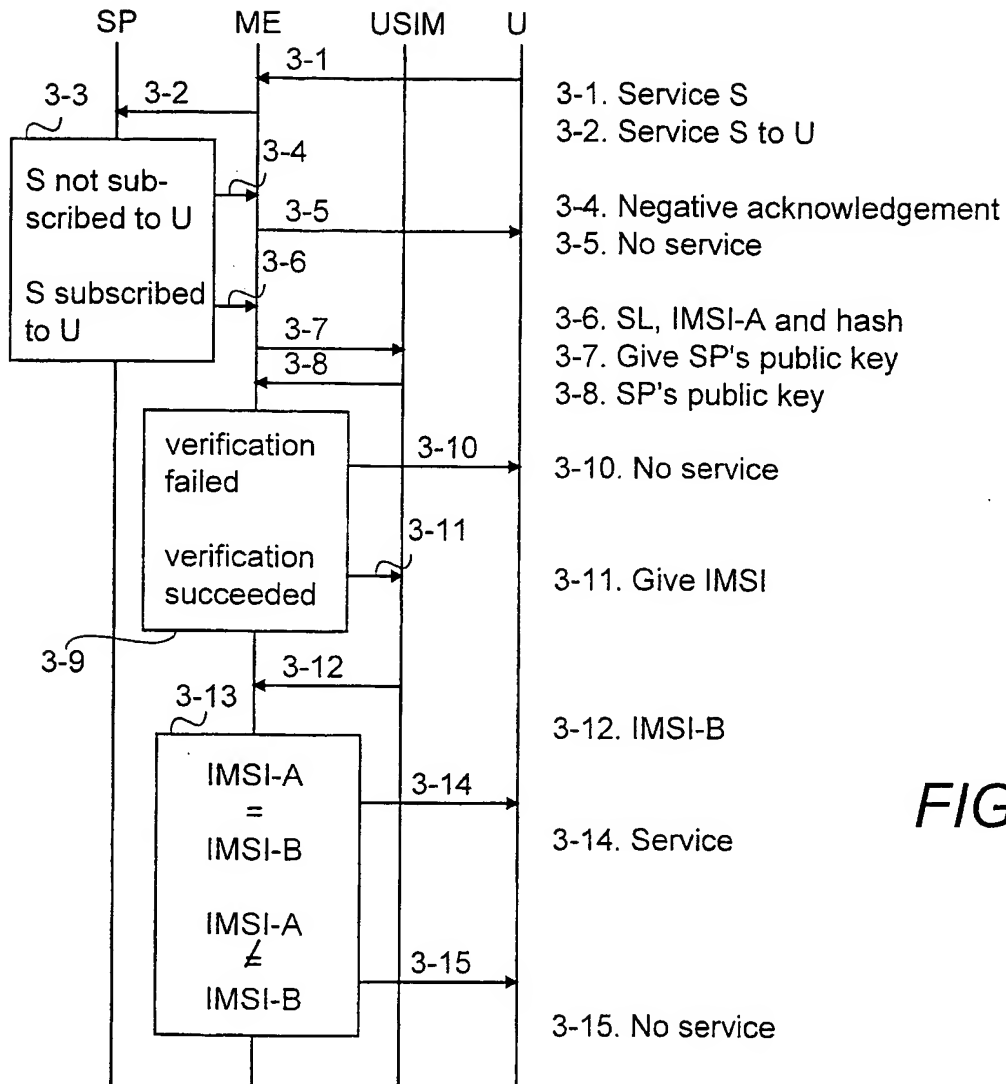 SP ME USIM U
3-1
3-1. Service S
3-3 3-2
3-2. Service S to U
S not sub-
scribed to U
3-4
3-4. Negative acknowledgement
3-5
3-5. No service
S subscribed
to U
3-6
3-6. SL, IMSI-A and hash
3-7
3-7. Give SP's public key
3-8
3-8. SP's public key
verification
failed
3-10
3-10. No service
verification
succeeded
3-11
3-11. Give IMSI
3-9
3-12
3-12. IMSI-B
3-13
IMSI-A
=
IMSI-B
3-14
3-14. Service
IMSI-A
≠
IMSI-B
3-15
3-15. No service
FIG